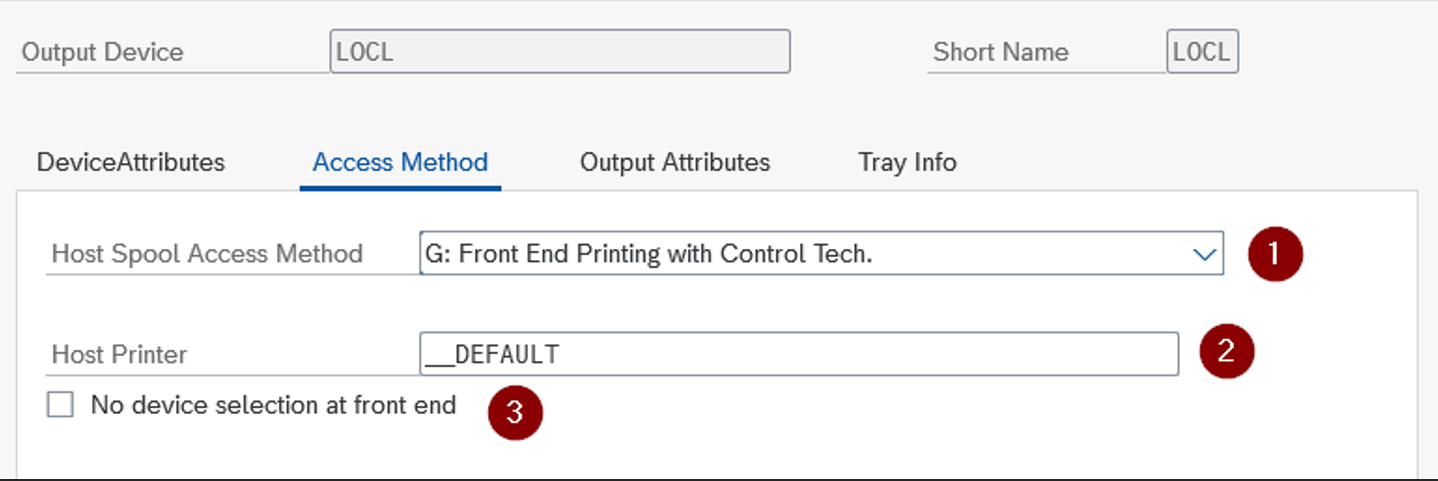 Output Device LOCL Short Name LOCL
DeviceAttributes Access Method Output Attributes Tray Info
Host Spool Access Method G: Front End Printing with Control Tech. 1
Host Printer __DEFAULT 2
No device selection at front end 3